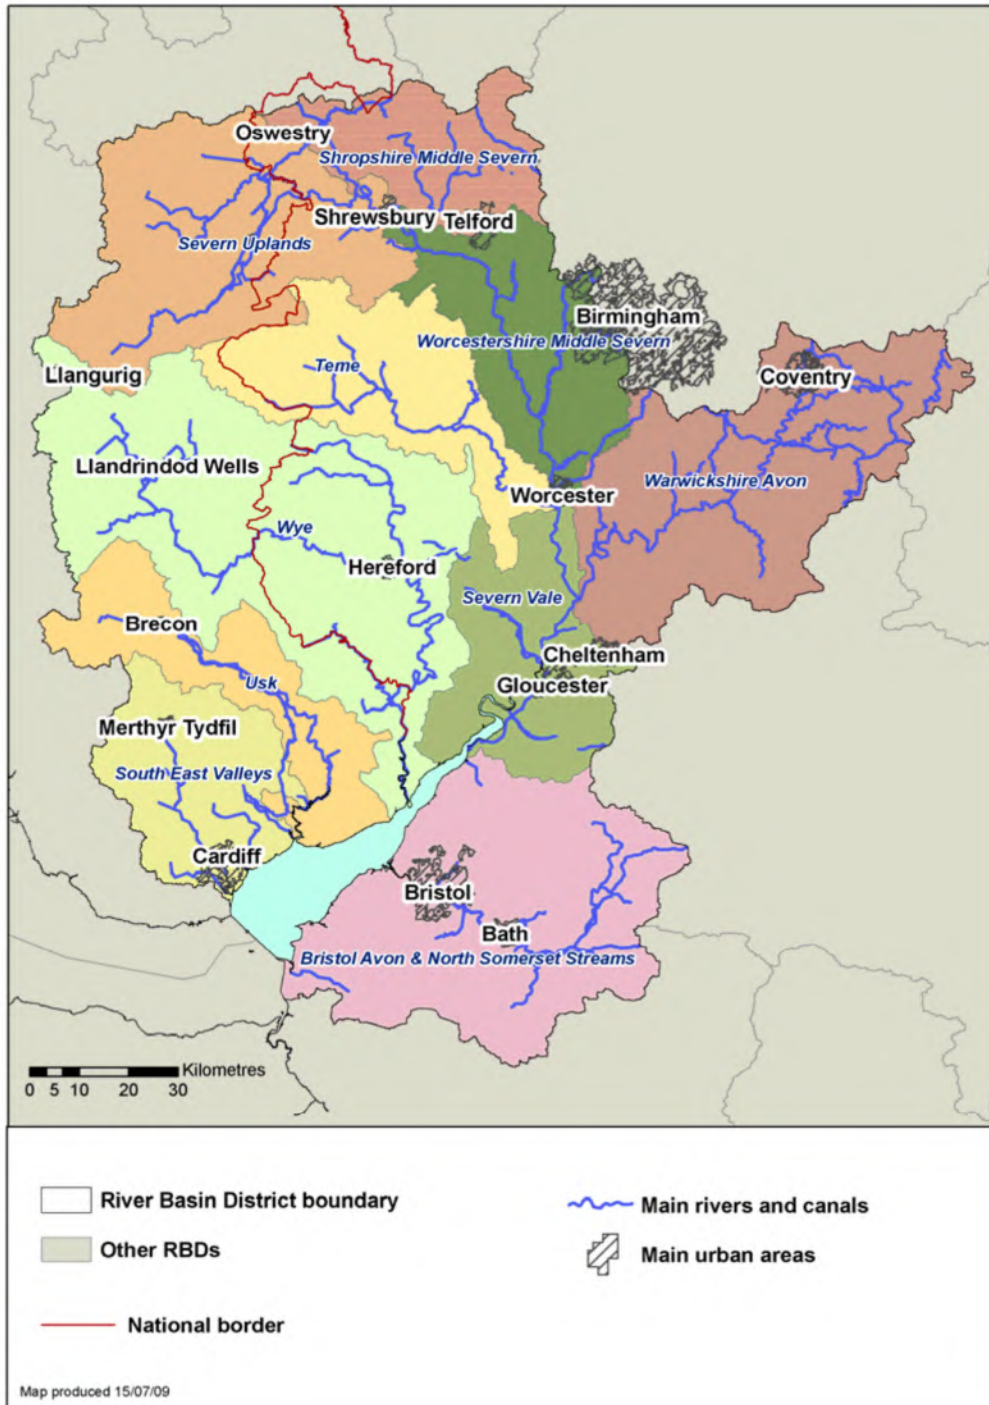 Oswestry
Shropshire Middle Severn
Shrewsbury
Telford
Severn Uplands
Birmingham
Worcestershire Middle Severn
Teme
Llangurig
Coventry
Llandrindod Wells
Worcester
Warwickshire Avon
Wye
Hereford
Severn Vale
Brecon
Cheltenham
Usk
Gloucester
Merthyr Tydfil
South East Valleys
Cardiff
Bristol
Bath
Bristol Avon & North Somerset Streams
Kilometres
0 5 10 20 30
River Basin District boundary
Main rivers and canals
Other RBDs
Main urban areas
National border
Map produced 15/07/09